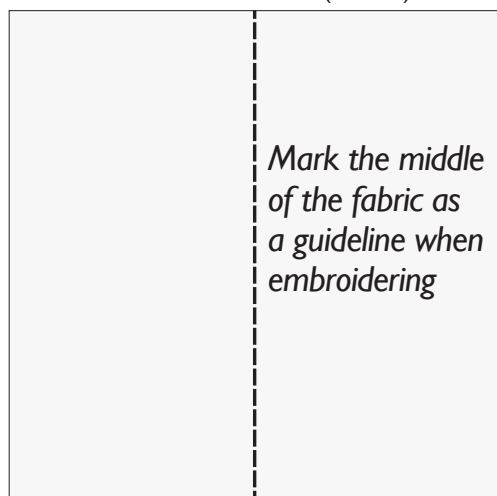 Mark the middle
of the fabric as
a guideline when
embroidering